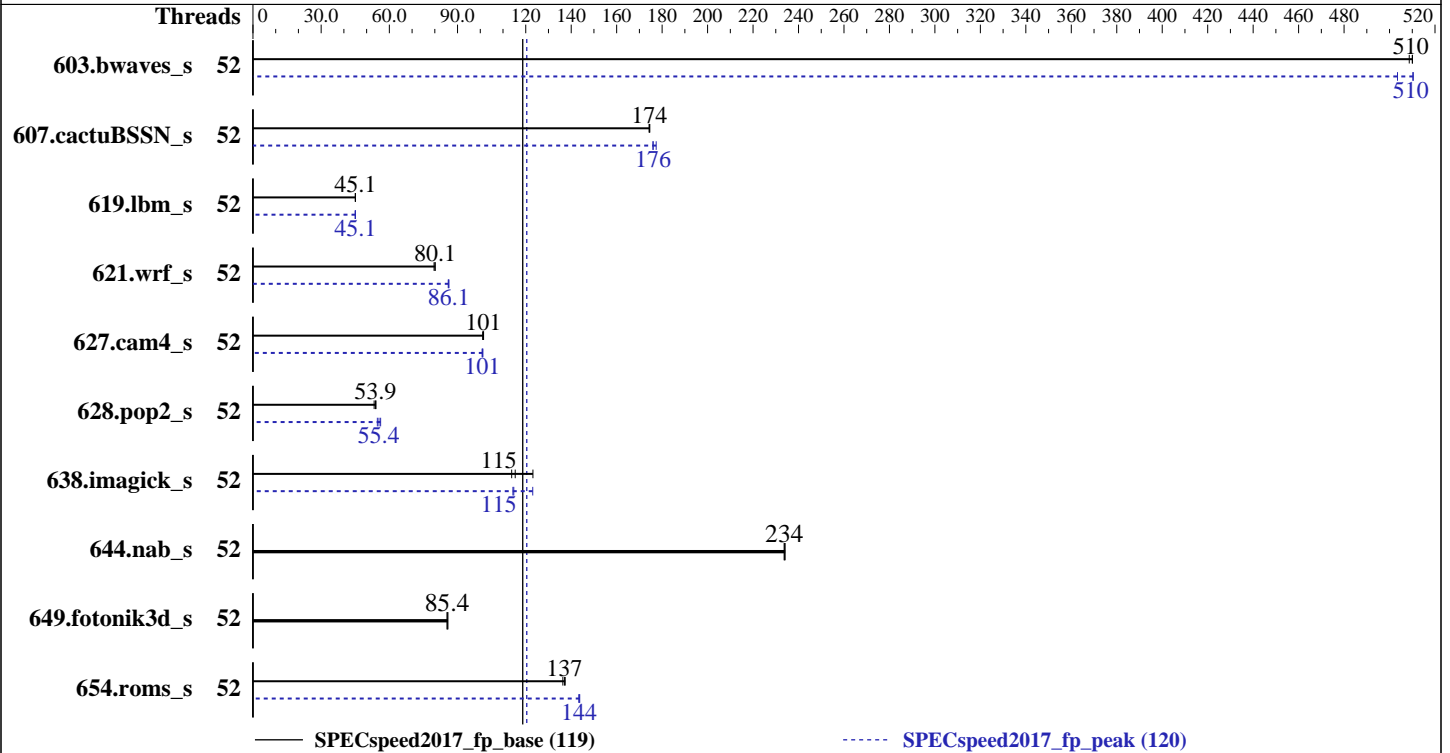 Threads 0 30.0 60.0 90.0 120 140 160 180 200 220 240 260 280 300 320 340 360 380 400 420 440 460 480 520
510
603.bwaves_s 52
510
174
607.cactuBSSN_s 52
176
45.1
619.lbm_s 52
45.1
80.1
621.wrf_s 52
86.1
101
627.cam4_s 52
101
53.9
628.pop2_s 52
55.4
115
638.imagick_s 52
115
234
644.nab_s 52
85.4
649.fotonik3d_s 52
137
654.roms_s 52
144
SPECspeed2017_fp_base (119) SPECspeed2017_fp_peak (120)